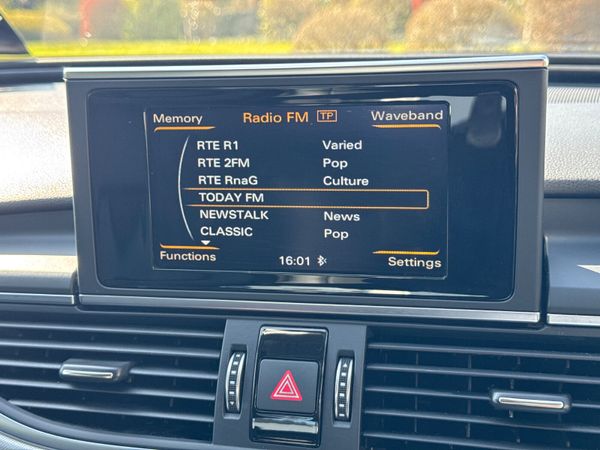 Memory Radio FM TP Waveband
RTE R1 Varied
RTE 2FM Pop
RTE RnaG Culture
TODAY FM
NEWSTALK News
CLASSIC Pop
Functions 16:01 Settings